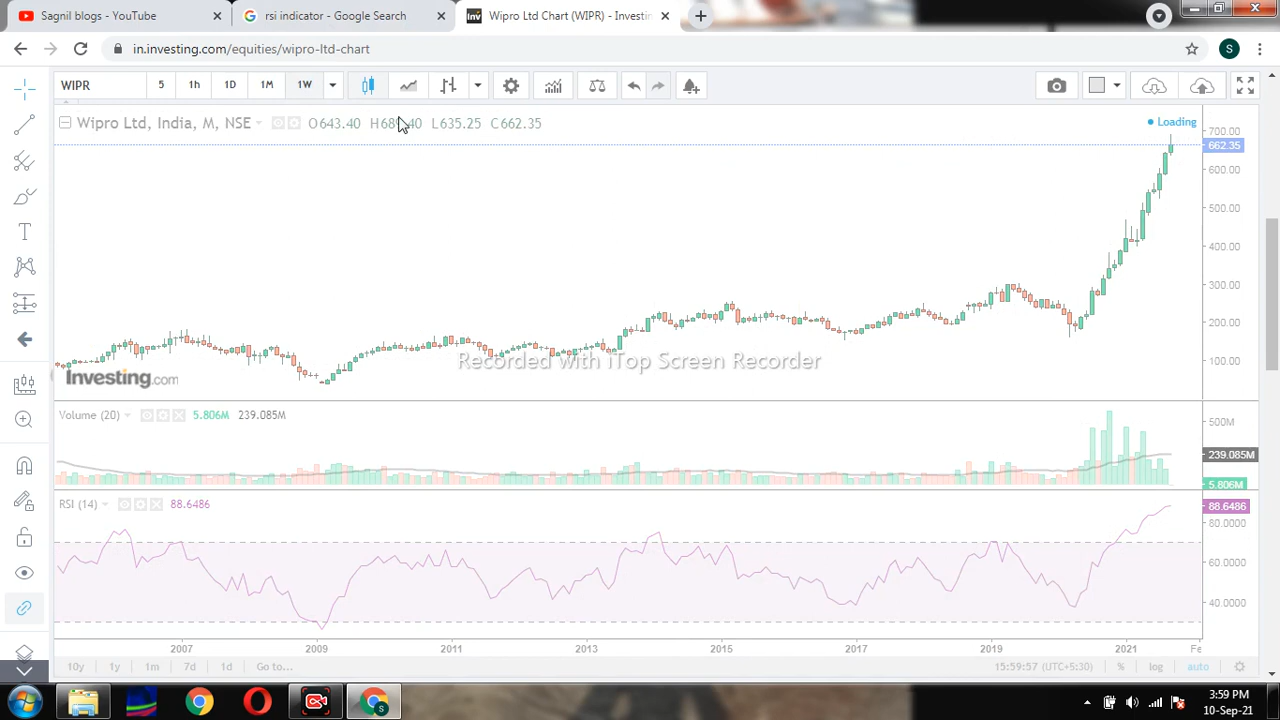 Sagnil blogs - YouTube
rsi indicator - Google Search
Wipro Ltd Chart (WIPR) - Investin
in.investing.com/equities/wipro-ltd-chart
S
WIPR 5 1h 1D 1M 1W
Wipro Ltd, India, M, NSE O643.40 H689.40 L635.25 C662.35
Loading
700.00
662.35
600.00
500.00
400.00
300.00
200.00
100.00
Recorded with iTop Screen Recorder
Investing.com
Volume (20) 5.806M 239.085M
500M
239.085M
5.806M
RSI (14) 88.6486
88.6486
80.0000
60.0000
40.0000
2007 2009 2011 2013 2015 2017 2019 2021 Fe
10y 1y 1m 7d 1d Go to... 15:59:57 (UTC+5:30) % log auto
3:59 PM
10-Sep-21